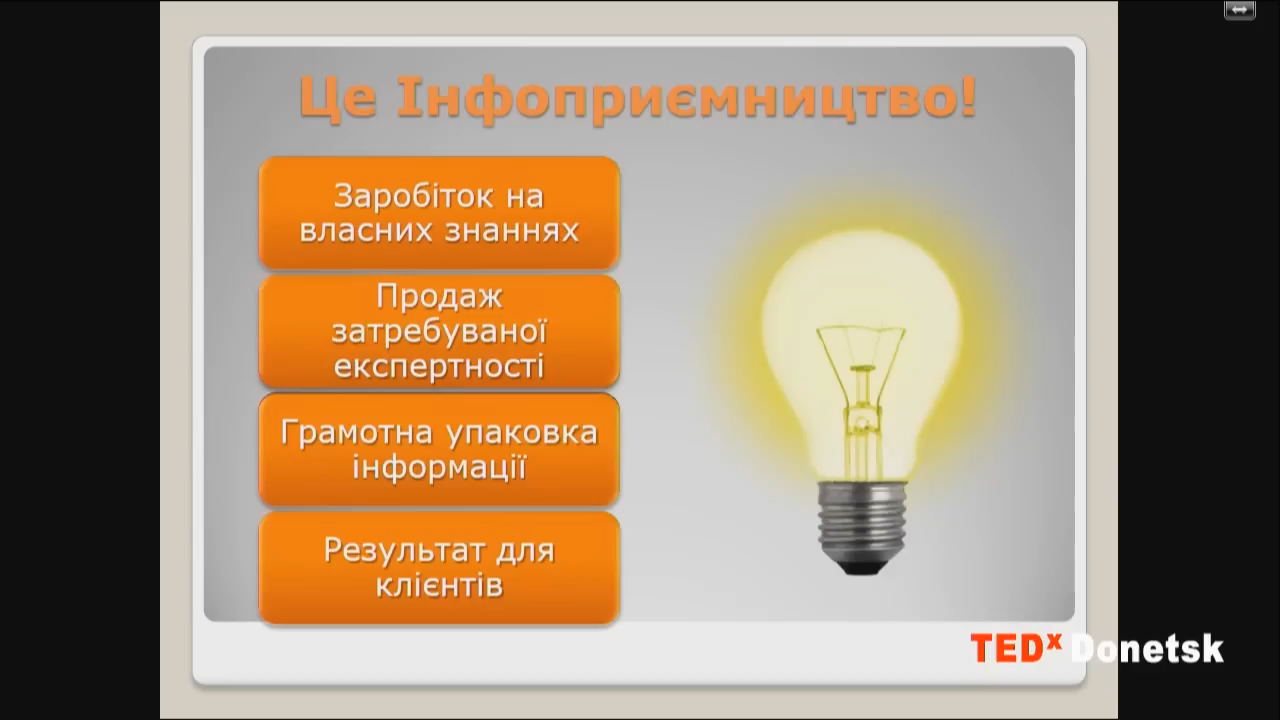 Це Інфоприємництво!
Заробіток на
власних знаннях
Продаж
затребуваної
експертності
Грамотна упаковка
інформації
Результат для
клієнтів
TEDx Donetsk